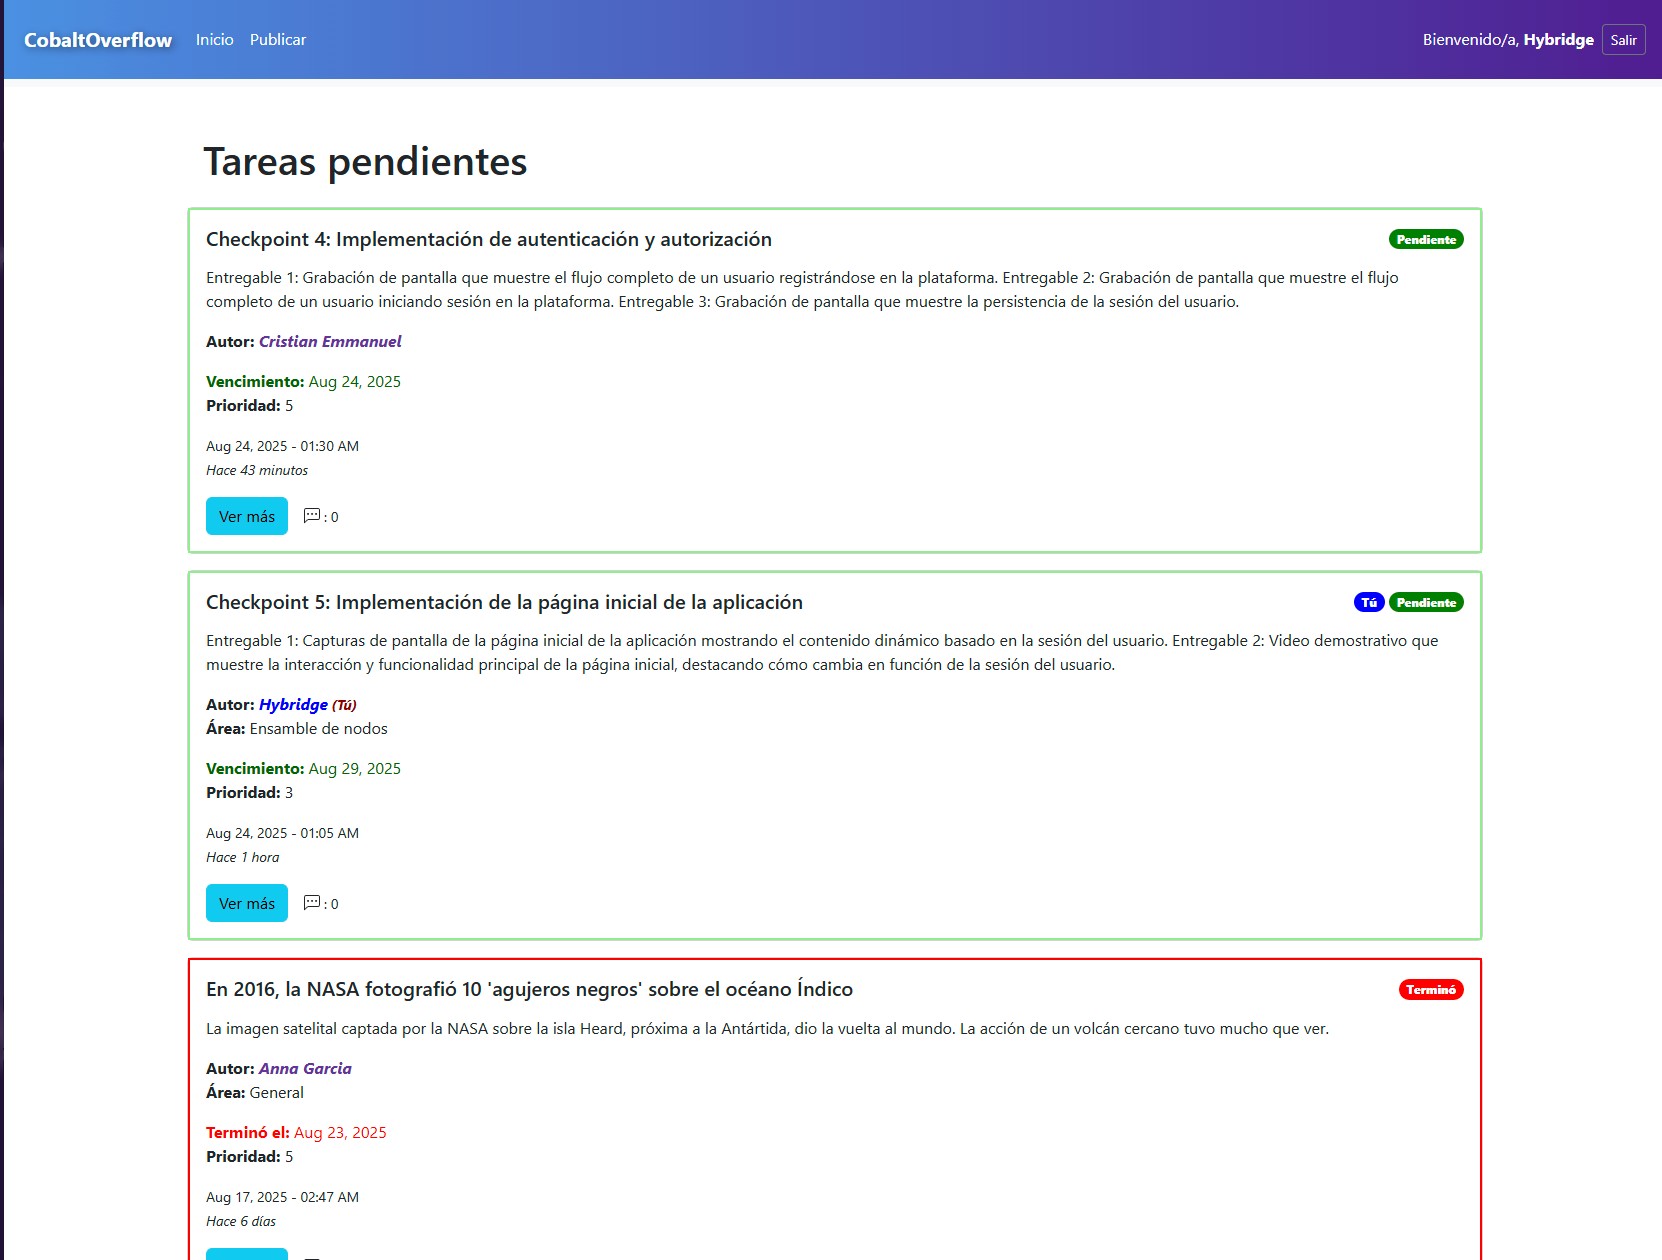 CobaltOverflow Inicio Publicar Bienvenido/a, Hybridge Salir
Tareas pendientes
Checkpoint 4: Implementación de autenticación y autorización Pendiente
Entregable 1: Grabación de pantalla que muestre el flujo completo de un usuario registrándose en la plataforma. Entregable 2: Grabación de pantalla que muestre el flujo
completo de un usuario iniciando sesión en la plataforma. Entregable 3: Grabación de pantalla que muestre la persistencia de la sesión del usuario.
Autor: Cristian Emmanuel
Vencimiento: Aug 24, 2025
Prioridad: 5
Aug 24, 2025 - 01:30 AM
Hace 43 minutos
Ver más : 0
Checkpoint 5: Implementación de la página inicial de la aplicación Tú Pendiente
Entregable 1: Capturas de pantalla de la página inicial de la aplicación mostrando el contenido dinámico basado en la sesión del usuario. Entregable 2: Video demostrativo que
muestre la interacción y funcionalidad principal de la página inicial, destacando cómo cambia en función de la sesión del usuario.
Autor: Hybridge (Tú)
Área: Ensamble de nodos
Vencimiento: Aug 29, 2025
Prioridad: 3
Aug 24, 2025 - 01:05 AM
Hace 1 hora
Ver más : 0
En 2016, la NASA fotografió 10 'agujeros negros' sobre el océano Índico Terminó
La imagen satelital captada por la NASA sobre la isla Heard, próxima a la Antártida, dio la vuelta al mundo. La acción de un volcán cercano tuvo mucho que ver.
Autor: Anna Garcia
Área: General
Terminó el: Aug 23, 2025
Prioridad: 5
Aug 17, 2025 - 02:47 AM
Hace 6 días